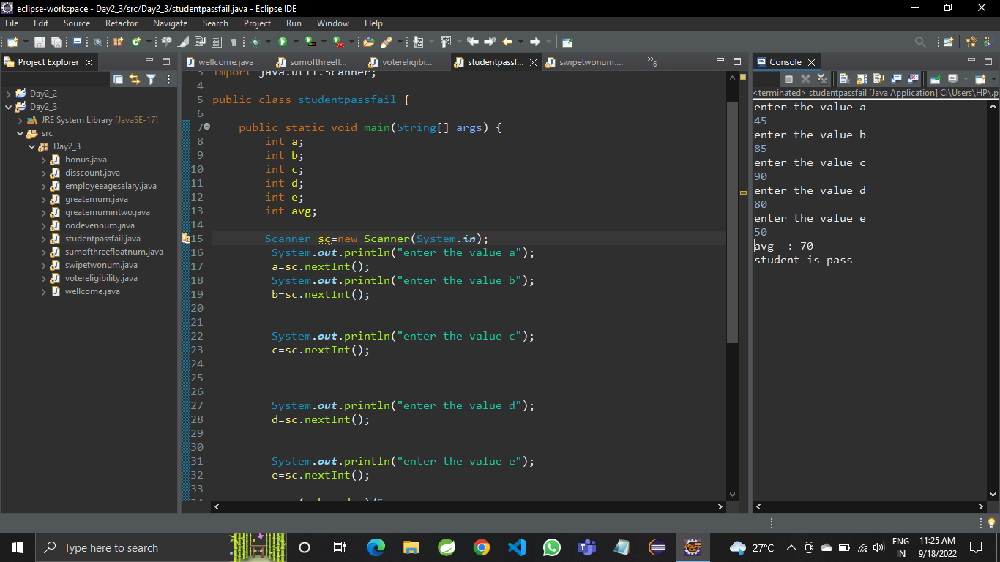 eclipse-workspace - Day2_3/src/Day2_3/studentpassfail.java - Eclipse IDE
File Edit Source Refactor Navigate Search Project Run Window Help
Project Explorer
Day2_2
Day2_3
JRE System Library [JavaSE-17]
src
Day2_3
bonus.java
disscount.java
employeeagesalary.java
greaternum.java
greaternumintwo.java
oodevennum.java
studentpassfail.java
sumofthreefloatnum.java
swipetwonum.java
votereligibility.java
wellcome.java
wellcome.java sumofthreefl... votereligibi... studentpassf... swipetwonum.... 6
3 import java.util.Scanner;
4
5 public class studentpassfail {
6
7 public static void main(String[] args) {
8 int a;
9 int b;
10 int c;
11 int d;
12 int e;
13 int avg;
14
15 Scanner sc=new Scanner(System.in);
16 System.out.println("enter the value a");
17 a=sc.nextInt();
18 System.out.println("enter the value b");
19 b=sc.nextInt();
20
21
22 System.out.println("enter the value c");
23 c=sc.nextInt();
24
25
26
27 System.out.println("enter the value d");
28 d=sc.nextInt();
29
30
31 System.out.println("enter the value e");
32 e=sc.nextInt();
33
Console
<terminated> studentpassfail [Java Application] C:\Users\HP\.p
enter the value a
45
enter the value b
85
enter the value c
90
enter the value d
80
enter the value e
50
avg  : 70
student is pass
Type here to search
27°C
ENG
IN
11:25 AM
9/18/2022